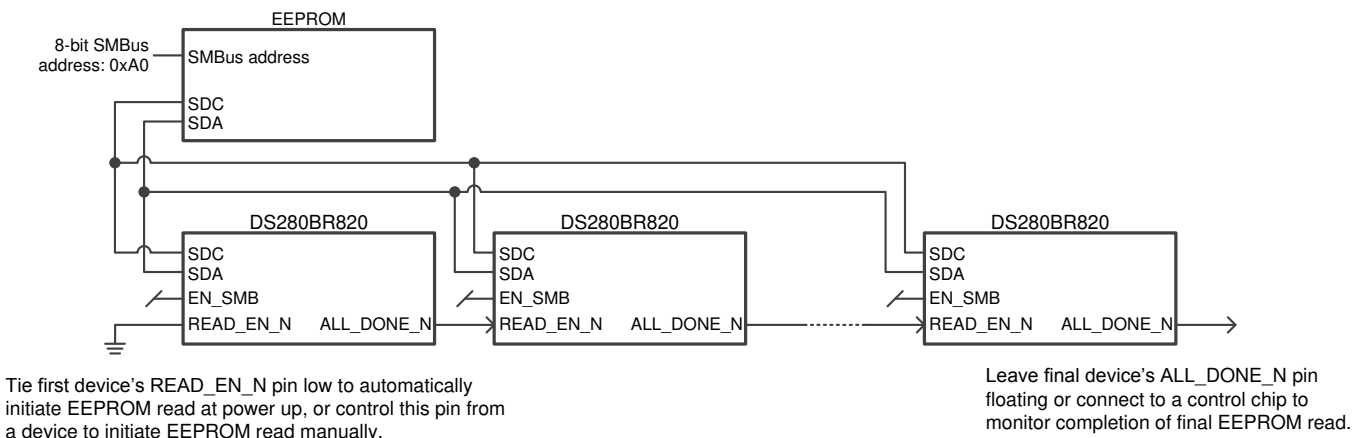 EEPROM
8-bit SMBus
address: 0xA0
SMBus address
SDC
SDA
DS280BR820
DS280BR820
DS280BR820
SDC
SDA
EN_SMB
READ_EN_N ALL_DONE_N
SDC
SDA
EN_SMB
READ_EN_N ALL_DONE_N
SDC
SDA
EN_SMB
READ_EN_N ALL_DONE_N
Tie first device's READ_EN_N pin low to automatically
initiate EEPROM read at power up, or control this pin from
a device to initiate EEPROM read manually.
Leave final device's ALL_DONE_N pin
floating or connect to a control chip to
monitor completion of final EEPROM read.